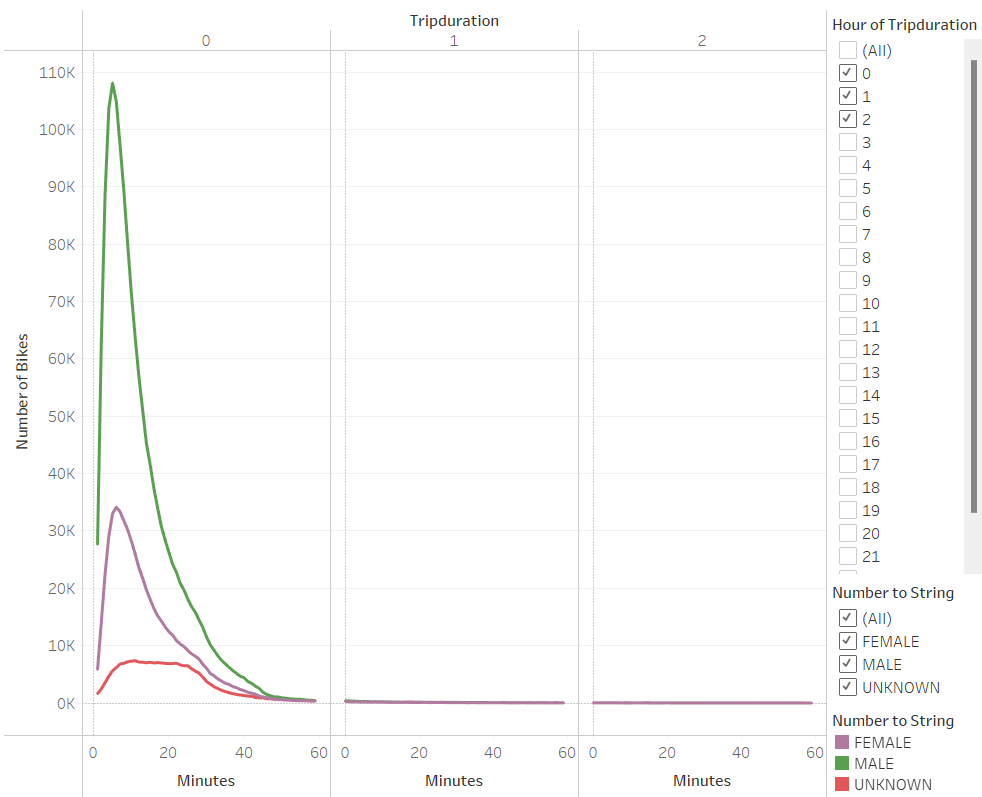 Tripduration
0 1 2
110K
100K
90K
80K
70K
60K
50K
40K
30K
20K
10K
0K
Number of Bikes
0 20 40 60 0 20 40 60 0 20 40 60
Minutes Minutes Minutes
Hour of Tripduration
(All)
0
1
2
3
4
5
6
7
8
9
10
11
12
13
14
15
16
17
18
19
20
21
Number to String
(All)
FEMALE
MALE
UNKNOWN
Number to String
FEMALE
MALE
UNKNOWN